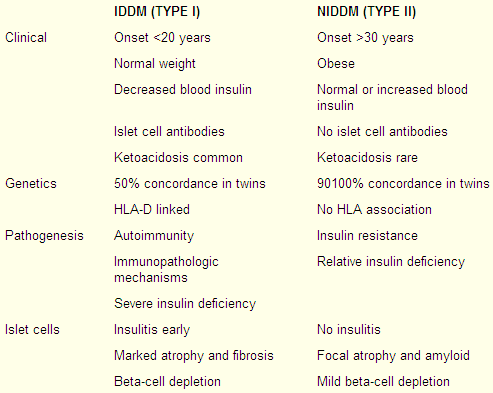 IDDM (TYPE I) NIDDM (TYPE II)
Clinical Onset <20 years Onset >30 years
Normal weight Obese
Decreased blood insulin Normal or increased blood
insulin
Islet cell antibodies No islet cell antibodies
Ketoacidosis common Ketoacidosis rare
Genetics 50% concordance in twins 90100% concordance in twins
HLA-D linked No HLA association
Pathogenesis Autoimmunity Insulin resistance
Immunopathologic Relative insulin deficiency
mechanisms
Severe insulin deficiency
Islet cells Insulitis early No insulitis
Marked atrophy and fibrosis Focal atrophy and amyloid
Beta-cell depletion Mild beta-cell depletion